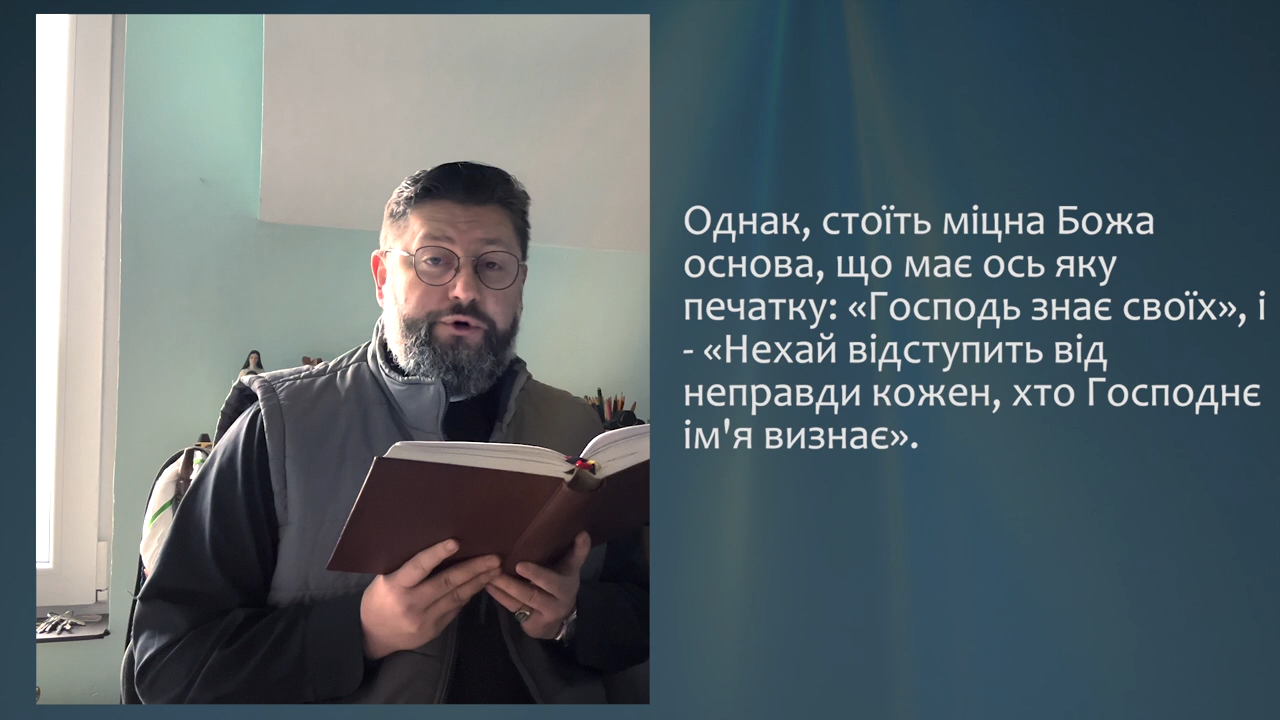 Однак, стоїть міцна Божа
основа, що має ось яку
печатку: «Господь знає своїх», і
- «Нехай відступить від
неправди кожен, хто Господнє
ім'я визнає».